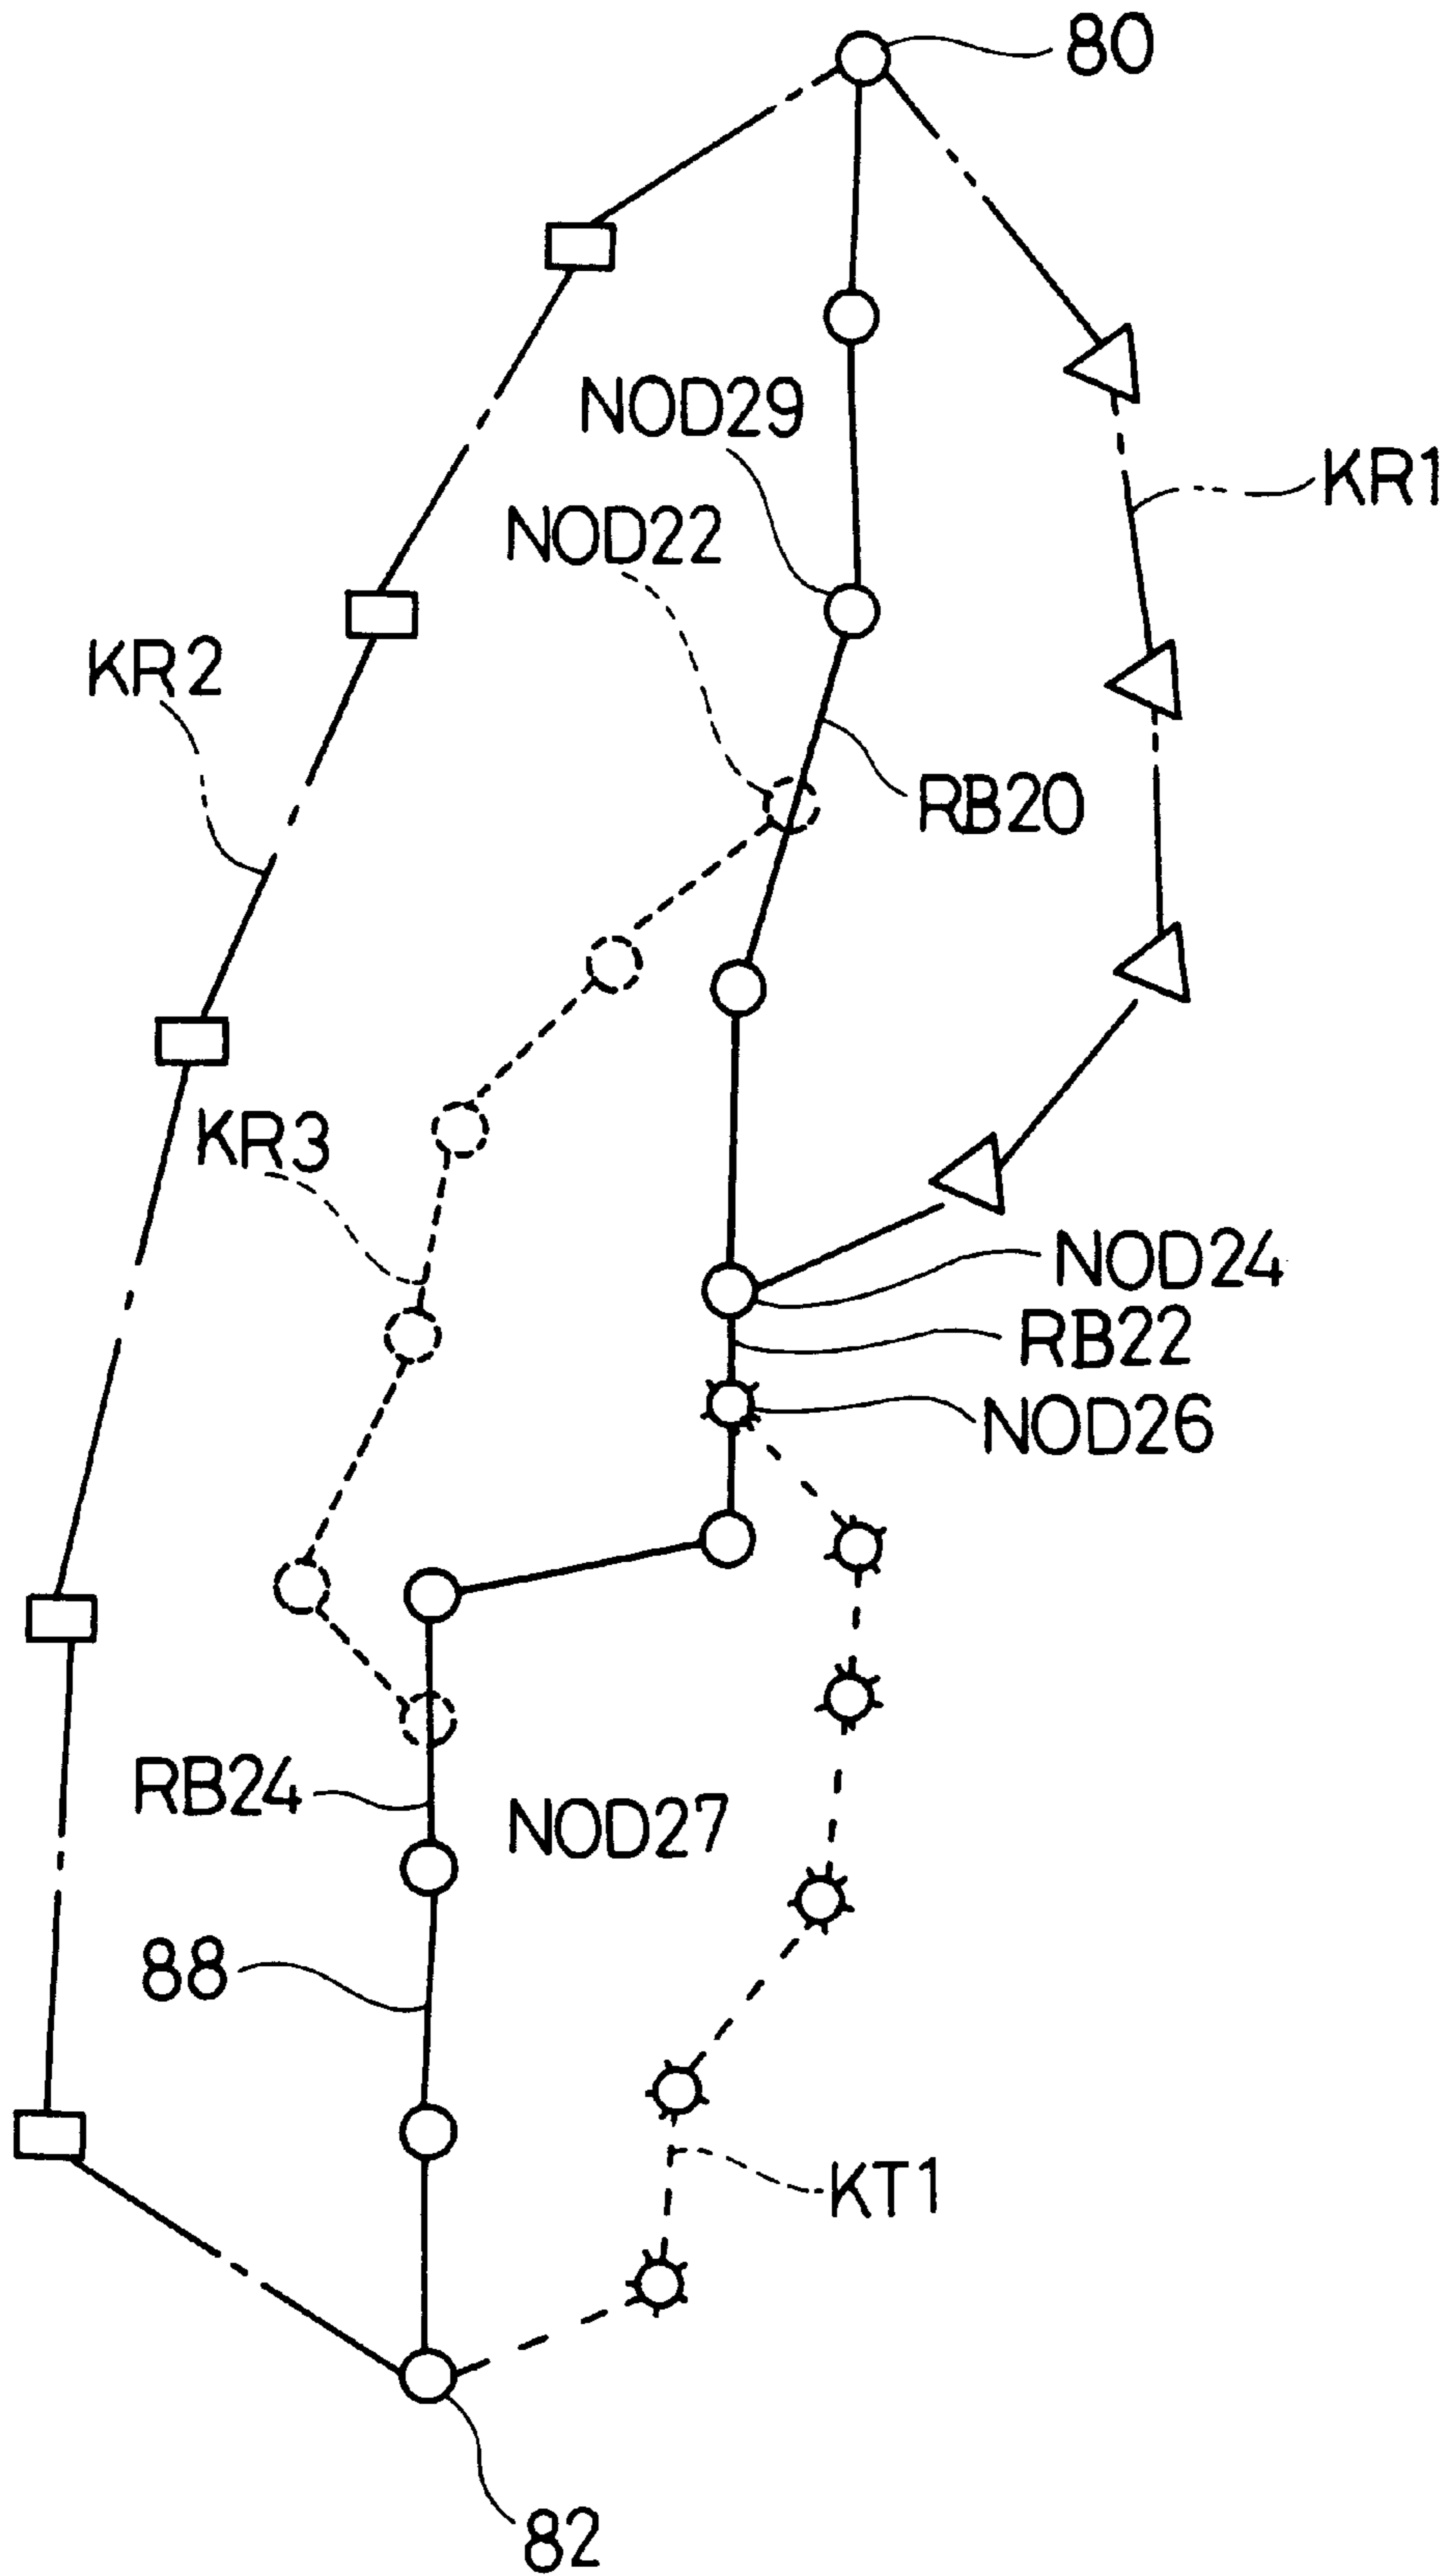 80
NOD29
KR1
NOD22
KR2
RB20
KR3
NOD24
RB22
NOD26
RB24
NOD27
88
KT1
82